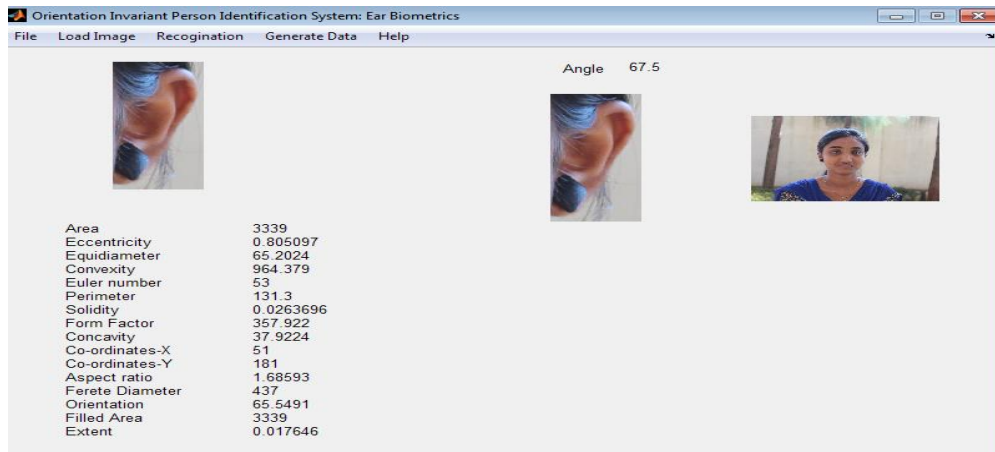 Orientation Invariant Person Identification System: Ear Biometrics
File Load Image Recogination Generate Data Help
Angle 67.5
Area 3339
Eccentricity 0.805097
Equidiameter 65.2024
Convexity 964.379
Euler number 53
Perimeter 131.3
Solidity 0.0263696
Form Factor 357.922
Concavity 37.9224
Co-ordinates-X 51
Co-ordinates-Y 181
Aspect ratio 1.68593
Ferete Diameter 437
Orientation 65.5491
Filled Area 3339
Extent 0.017646